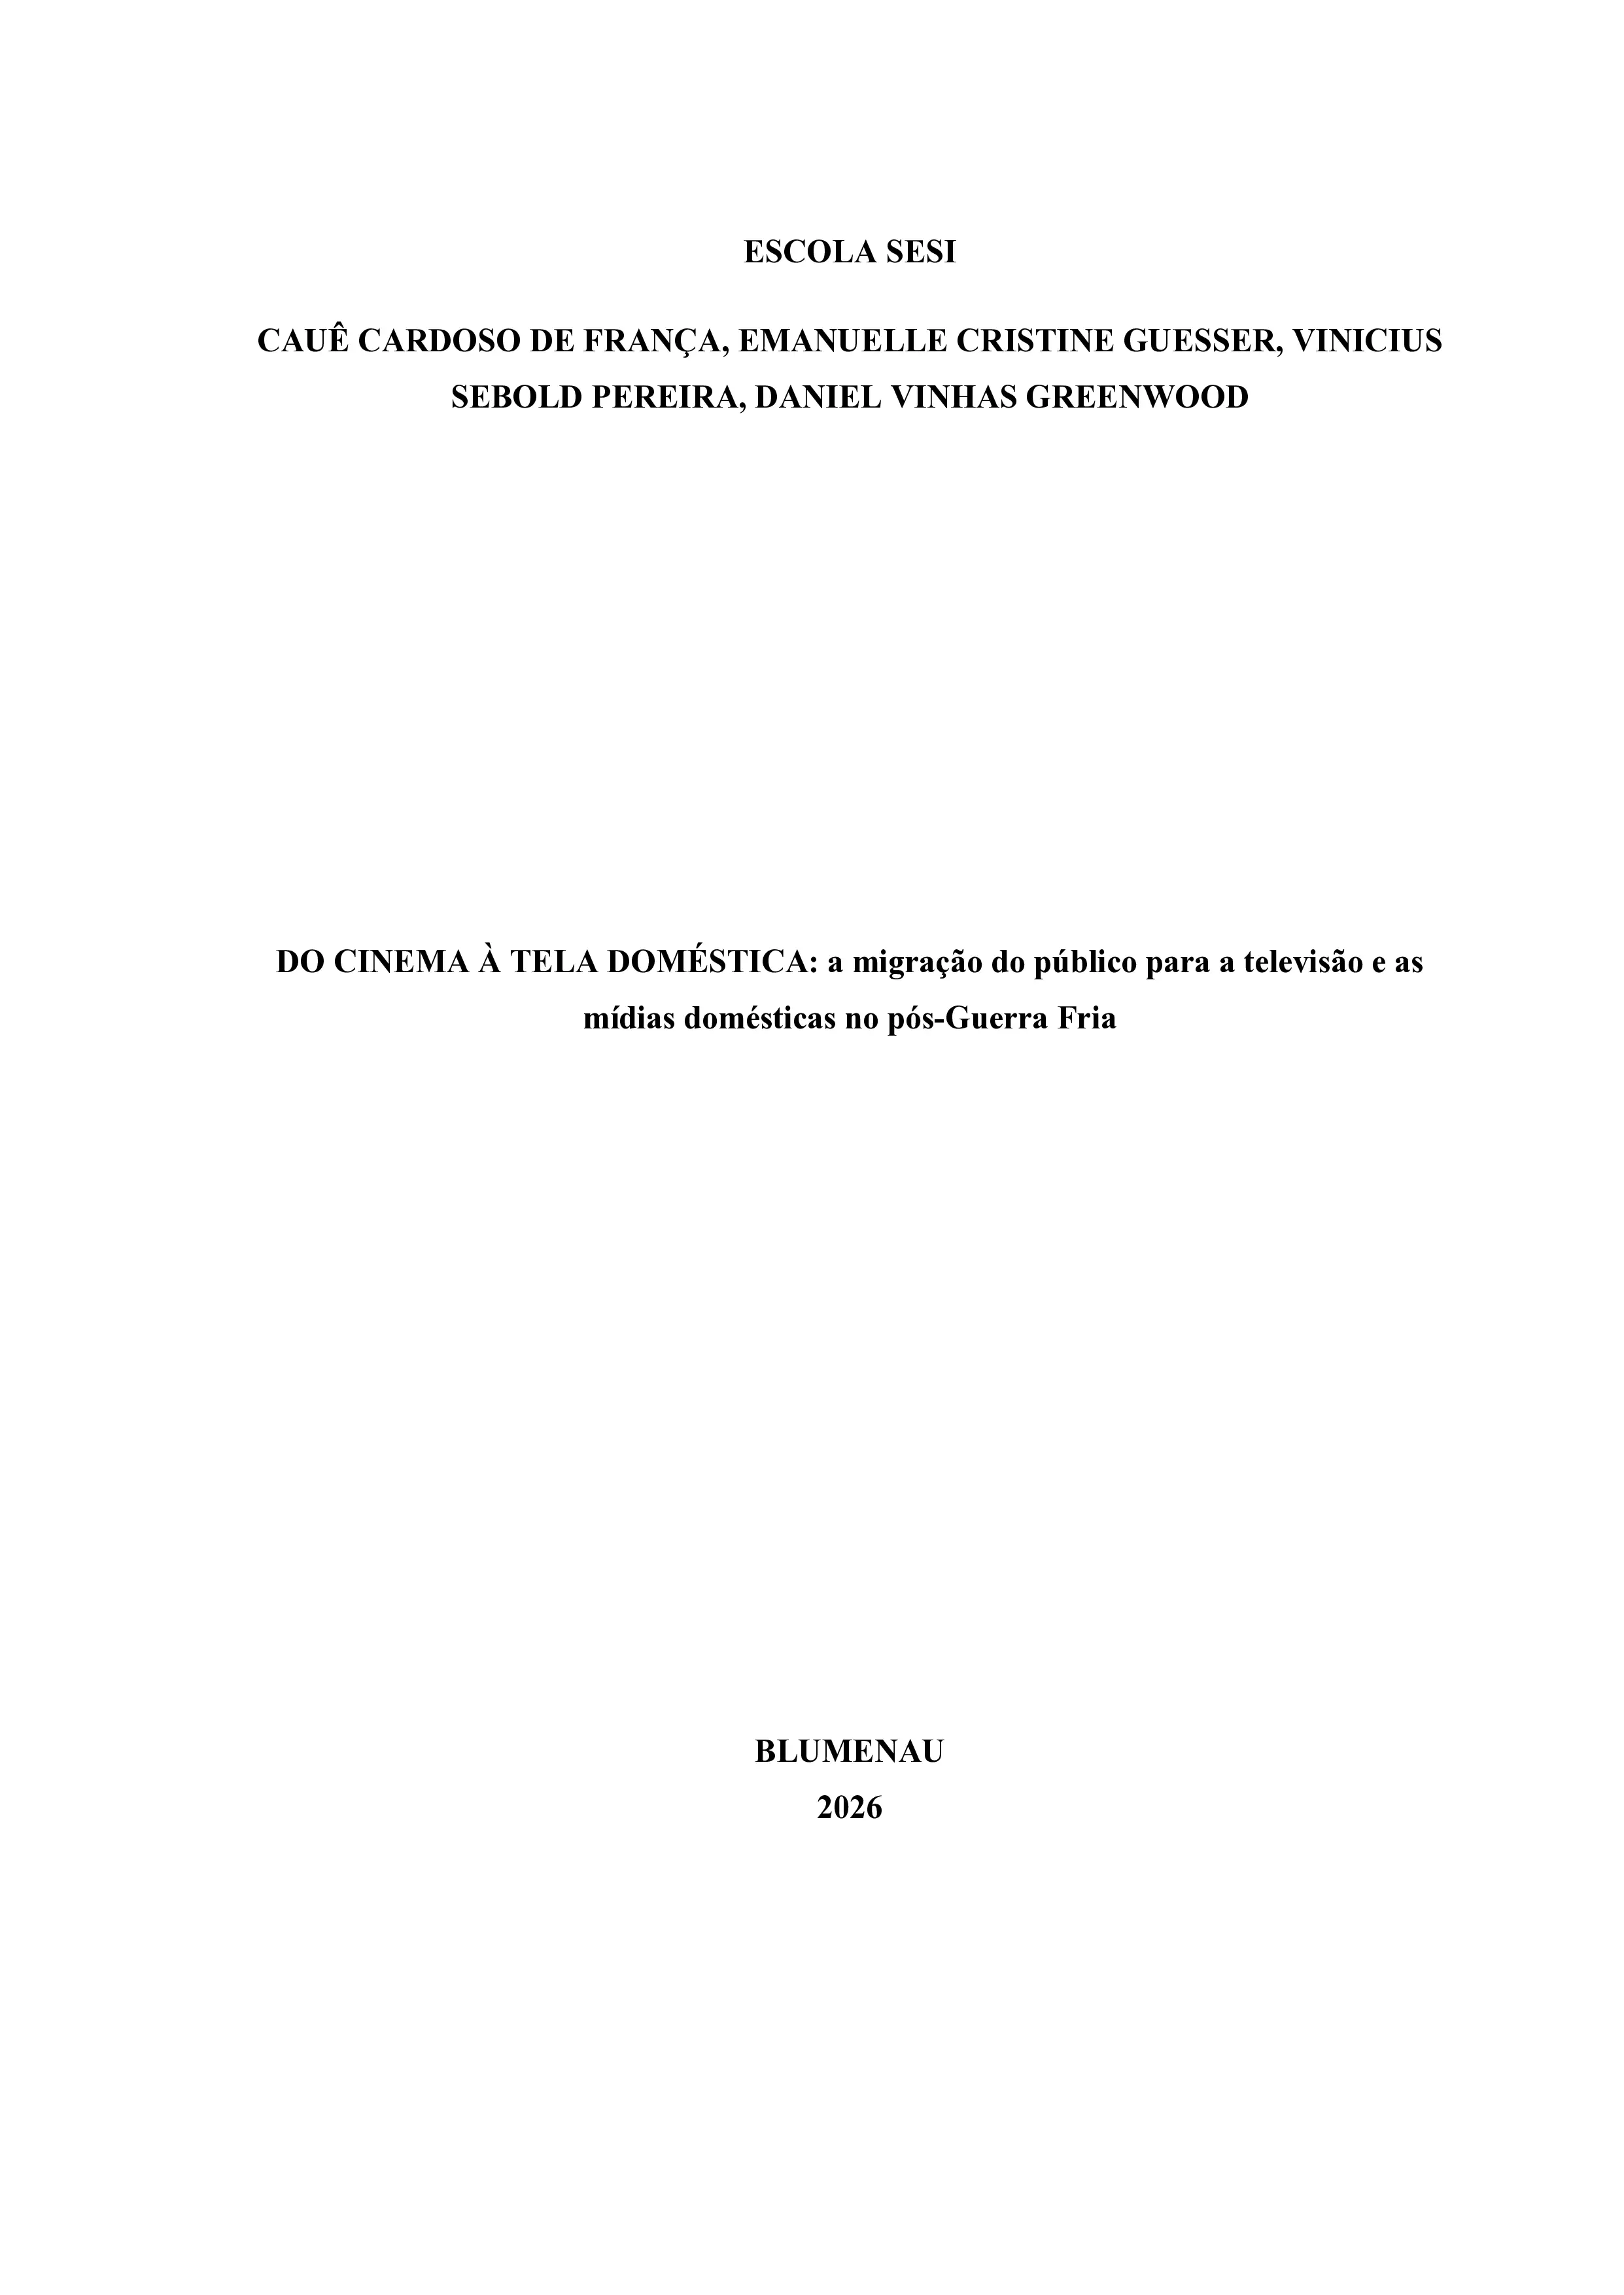 ESCOLA SESI
CAUÊ CARDOSO DE FRANÇA, EMANUELLE CRISTINE GUESSER, VINICIUS
SEBOLD PEREIRA, DANIEL VINHAS GREENWOOD
DO CINEMA À TELA DOMÉSTICA: a migração do público para a televisão e as
mídias domésticas no pós-Guerra Fria
BLUMENAU
2026